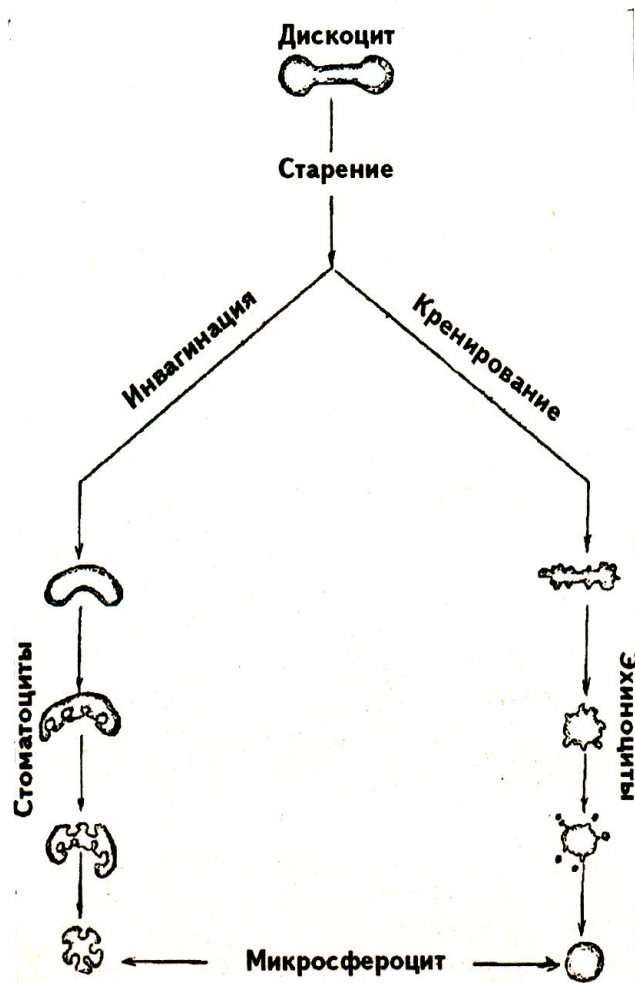 Дискоцит
Старение
Инвагинация
Кренирование
Стоматоциты
Эхиноциты
Микросфероцит